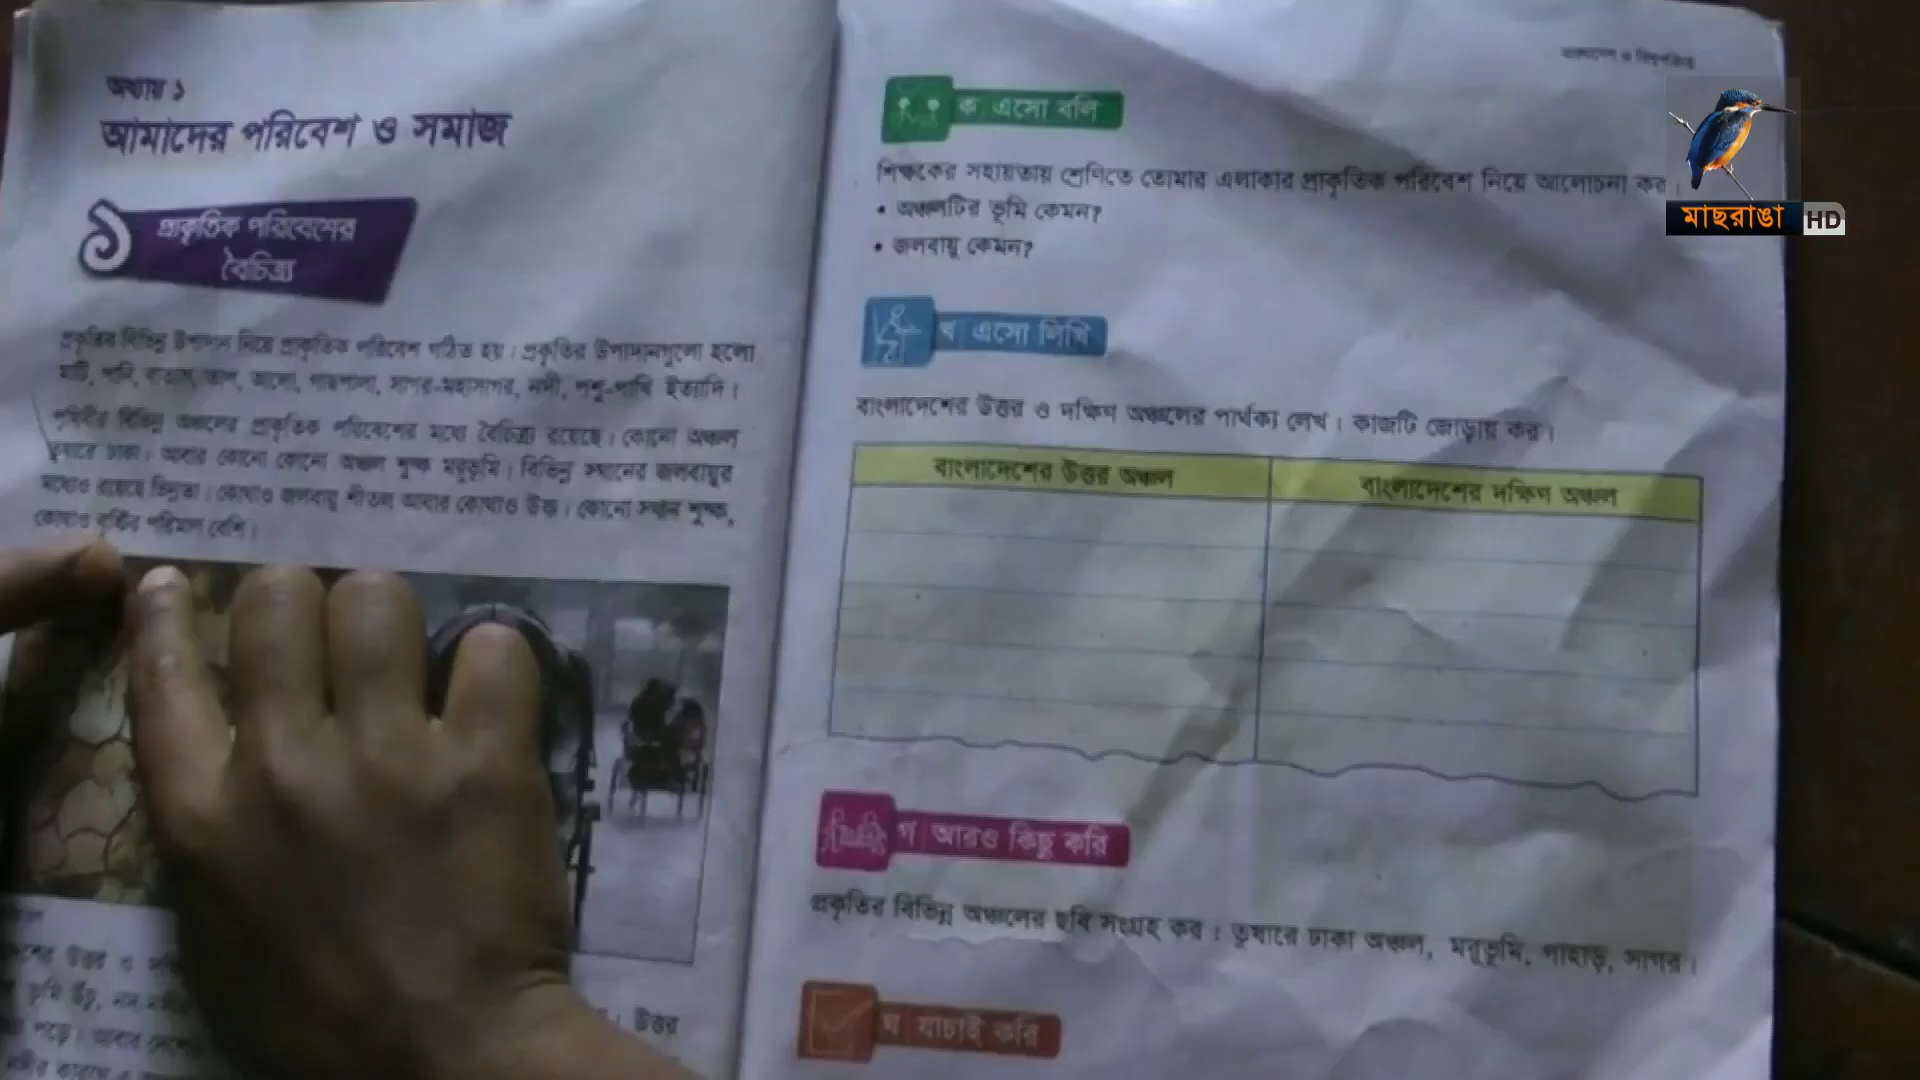 অধ্যায় ১
আমাদের পরিবেশ ও সমাজ
১
প্রাকৃতিক পরিবেশের
বৈচিত্র্য
প্রকৃতির বিভিন্ন উপাদান নিয়ে প্রাকৃতিক পরিবেশ গঠিত হয়। প্রকৃতির উপাদানগুলো হলো
মাটি, পানি, বাতাস, তাপ, আলো, গাছপালা, সাগর-মহাসাগর, নদী, পশু-পাখি ইত্যাদি।
পৃথিবীর বিভিন্ন অঞ্চলের প্রাকৃতিক পরিবেশের মধ্যে বৈচিত্র্য রয়েছে। কোনো অঞ্চল
তুষারে ঢাকা। আবার কোনো কোনো অঞ্চল শুষ্ক মরুভূমি। বিভিন্ন স্থানের জলবায়ুর
মধ্যেও রয়েছে ভিন্নতা। কোথাও জলবায়ু শীতল আবার কোথাও উষ্ণ। কোনো স্থান শুষ্ক,
কোথাও বৃষ্টির পরিমাণ বেশি।
উত্তর ও
ভূমি উঁচু,
পড়ে। আবার
। উত্তর
ক এসো বলি
শিক্ষকের সহায়তায় শ্রেণিতে তোমার এলাকার প্রাকৃতিক পরিবেশ নিয়ে আলোচনা কর।
• অঞ্চলটির ভূমি কেমন?
• জলবায়ু কেমন?
খ এসো লিখি
বাংলাদেশের উত্তর ও দক্ষিণ অঞ্চলের পার্থক্য লেখ। কাজটি জোড়ায় কর।
বাংলাদেশের উত্তর অঞ্চল
বাংলাদেশের দক্ষিণ অঞ্চল
গ আরও কিছু করি
প্রকৃতির বিভিন্ন অঞ্চলের ছবি সংগ্রহ কর। তুষারে ঢাকা অঞ্চল, মরুভূমি, পাহাড়, সাগর।
ঘ যাচাই করি
মাছরাঙা HD